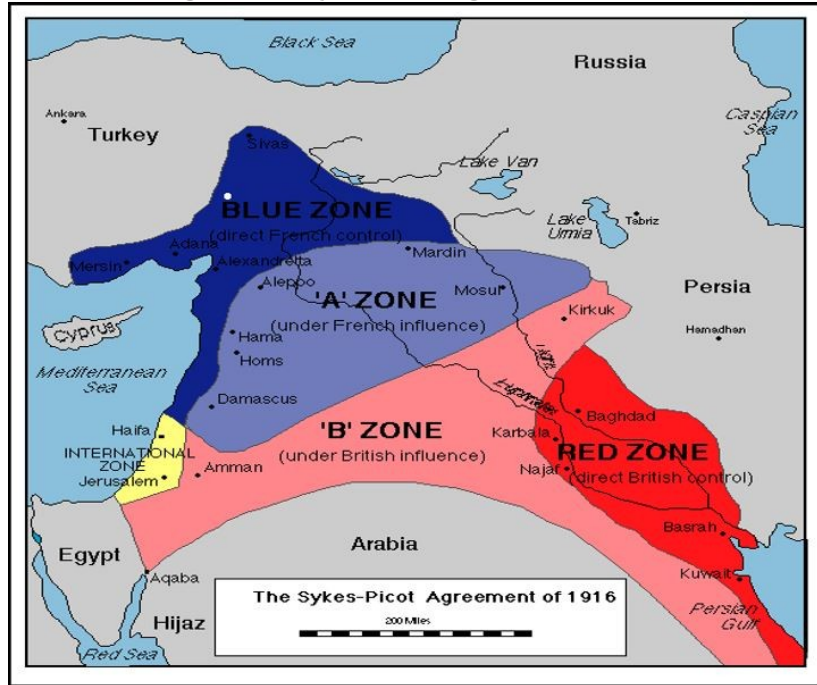 Black Sea
Russia
Ankara
Turkey
Caspian
Sea
Sivas
Lake Van
BLUE ZONE
(direct French control)
Lake
Urmia
Tabriz
Adana
Mersin
Alexandretta
Mardin
Aleppo
'A' ZONE
Mosul
(under French influence)
Persia
Kirkuk
Cyprus
Hama
Homs
Hamadhan
Mediterranean
Sea
Damascus
Euphrates
Baghdad
Haifa
'B' ZONE
(under British influence)
Karbala
RED ZONE
(direct British control)
INTERNATIONAL
ZONE
Jerusalem
Amman
Najaf
Basrah
Egypt
Arabia
Aqaba
Kuwait
The Sykes-Picot Agreement of 1916
200 Miles
Hijaz
Persian
Gulf
Red Sea